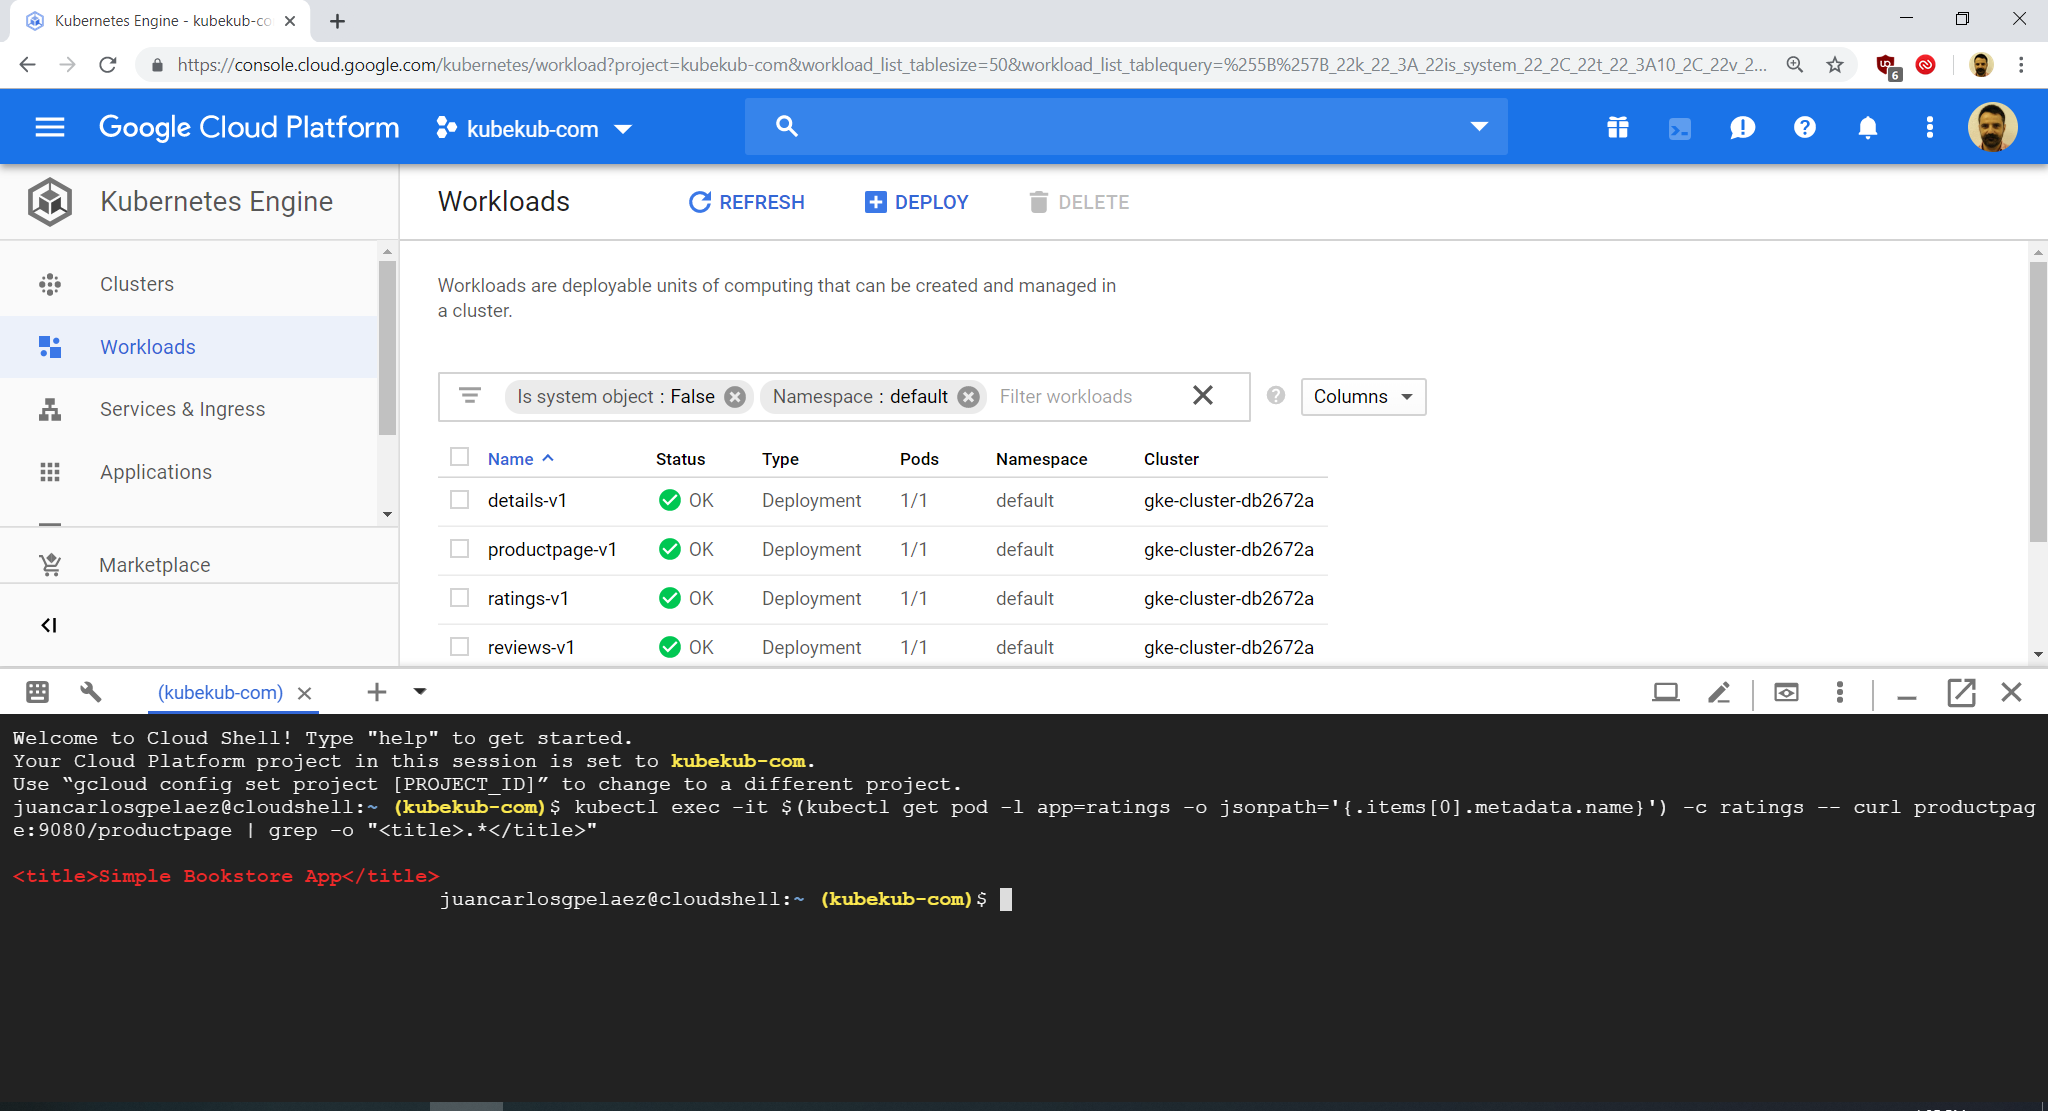 Kubernetes Engine - kubekub-co
https://console.cloud.google.com/kubernetes/workload?project=kubekub-com&workload_list_tablesize=50&workload_list_tablequery=%255B%257B_22k_22_3A_22is_system_22_2C_22t_22_3A10_2C_22v_2...
6
Google Cloud Platform
kubekub-com
Kubernetes Engine
Workloads
REFRESH
DEPLOY
DELETE
Clusters
Workloads
Services & Ingress
Applications
Marketplace
Workloads are deployable units of computing that can be created and managed in
a cluster.
Is system object : False
Namespace : default
Filter workloads
Columns
Name Status Type Pods Namespace Cluster
details-v1 OK Deployment 1/1 default gke-cluster-db2672a
productpage-v1 OK Deployment 1/1 default gke-cluster-db2672a
ratings-v1 OK Deployment 1/1 default gke-cluster-db2672a
reviews-v1 OK Deployment 1/1 default gke-cluster-db2672a
(kubekub-com)
Welcome to Cloud Shell! Type "help" to get started.
Your Cloud Platform project in this session is set to kubekub-com.
Use “gcloud config set project [PROJECT_ID]” to change to a different project.
juancarlosgpelaez@cloudshell:~ (kubekub-com)$ kubectl exec -it $(kubectl get pod -l app=ratings -o jsonpath='{.items[0].metadata.name}') -c ratings -- curl productpag
e:9080/productpage | grep -o "<title>.*</title>"
<title>Simple Bookstore App</title>
juancarlosgpelaez@cloudshell:~ (kubekub-com)$